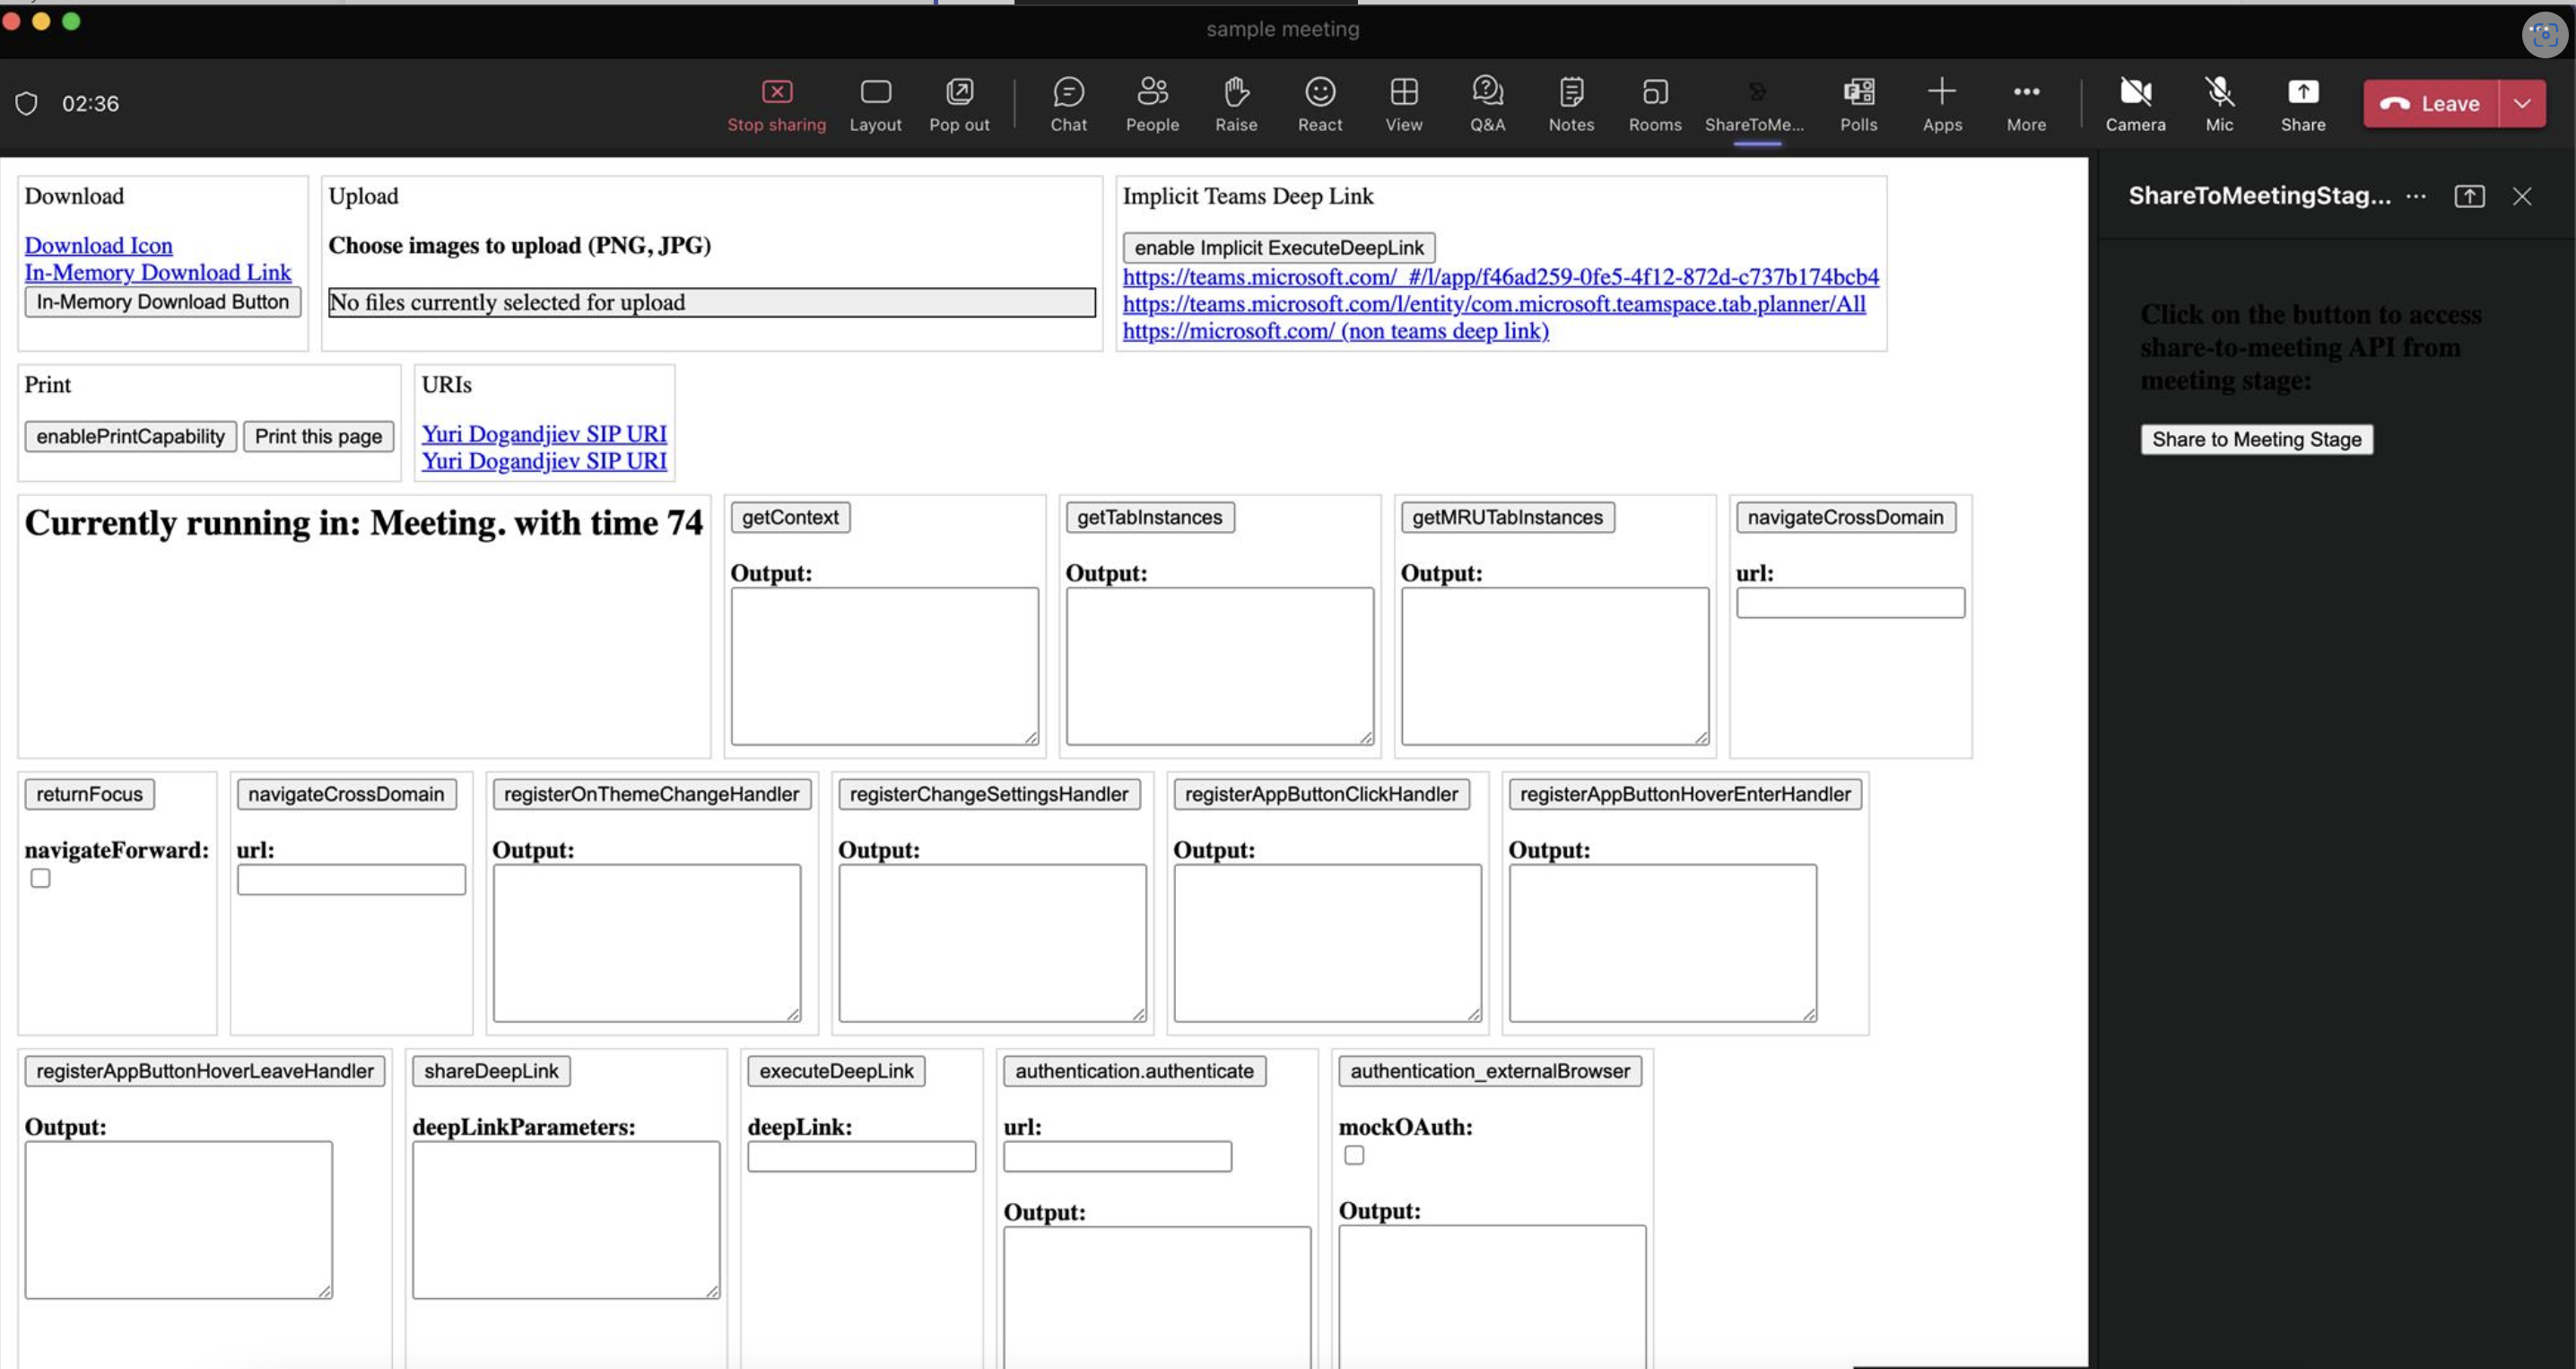 sample meeting
02:36
Stop sharing
Layout
Pop out
Chat
People
Raise
React
View
Q&A
Notes
Rooms
ShareToMe...
Polls
Apps
More
Camera
Mic
Share
Leave
Download
Download Icon
In-Memory Download Link
In-Memory Download Button
Upload
Choose images to upload (PNG, JPG)
No files currently selected for upload
Implicit Teams Deep Link
enable Implicit ExecuteDeepLink
https://teams.microsoft.com/_#/l/app/f46ad259-0fe5-4f12-872d-c737b174bcb4
https://teams.microsoft.com/l/entity/com.microsoft.teamspace.tab.planner/All
https://microsoft.com/ (non teams deep link)
ShareToMeetingStag...
Click on the button to access
share-to-meeting API from
meeting stage:
Share to Meeting Stage
Print
enablePrintCapability
Print this page
URIs
Yuri Dogandjiev SIP URI
Yuri Dogandjiev SIP URI
Currently running in: Meeting. with time 74
getContext
Output:
getTabInstances
Output:
getMRUTabInstances
Output:
navigateCrossDomain
url:
returnFocus
navigateForward:
navigateCrossDomain
url:
registerOnThemeChangeHandler
Output:
registerChangeSettingsHandler
Output:
registerAppButtonClickHandler
Output:
registerAppButtonHoverEnterHandler
Output:
registerAppButtonHoverLeaveHandler
Output:
shareDeepLink
deepLinkParameters:
executeDeepLink
deepLink:
authentication.authenticate
url:
Output:
authentication_externalBrowser
mockOAuth:
Output: